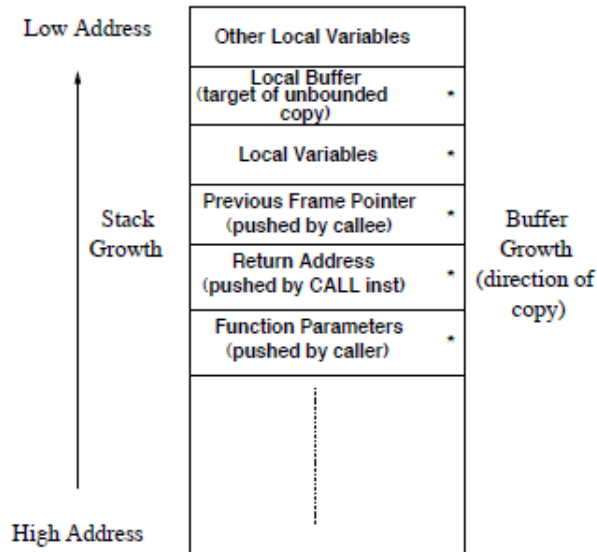 Low Address
Other Local Variables
Local Buffer
(target of unbounded *
copy)
Local Variables *
Previous Frame Pointer
(pushed by callee) *
Stack
Growth
Buffer
Growth
(direction of
copy)
Return Address
(pushed by CALL inst) *
Function Parameters
(pushed by caller) *
High Address